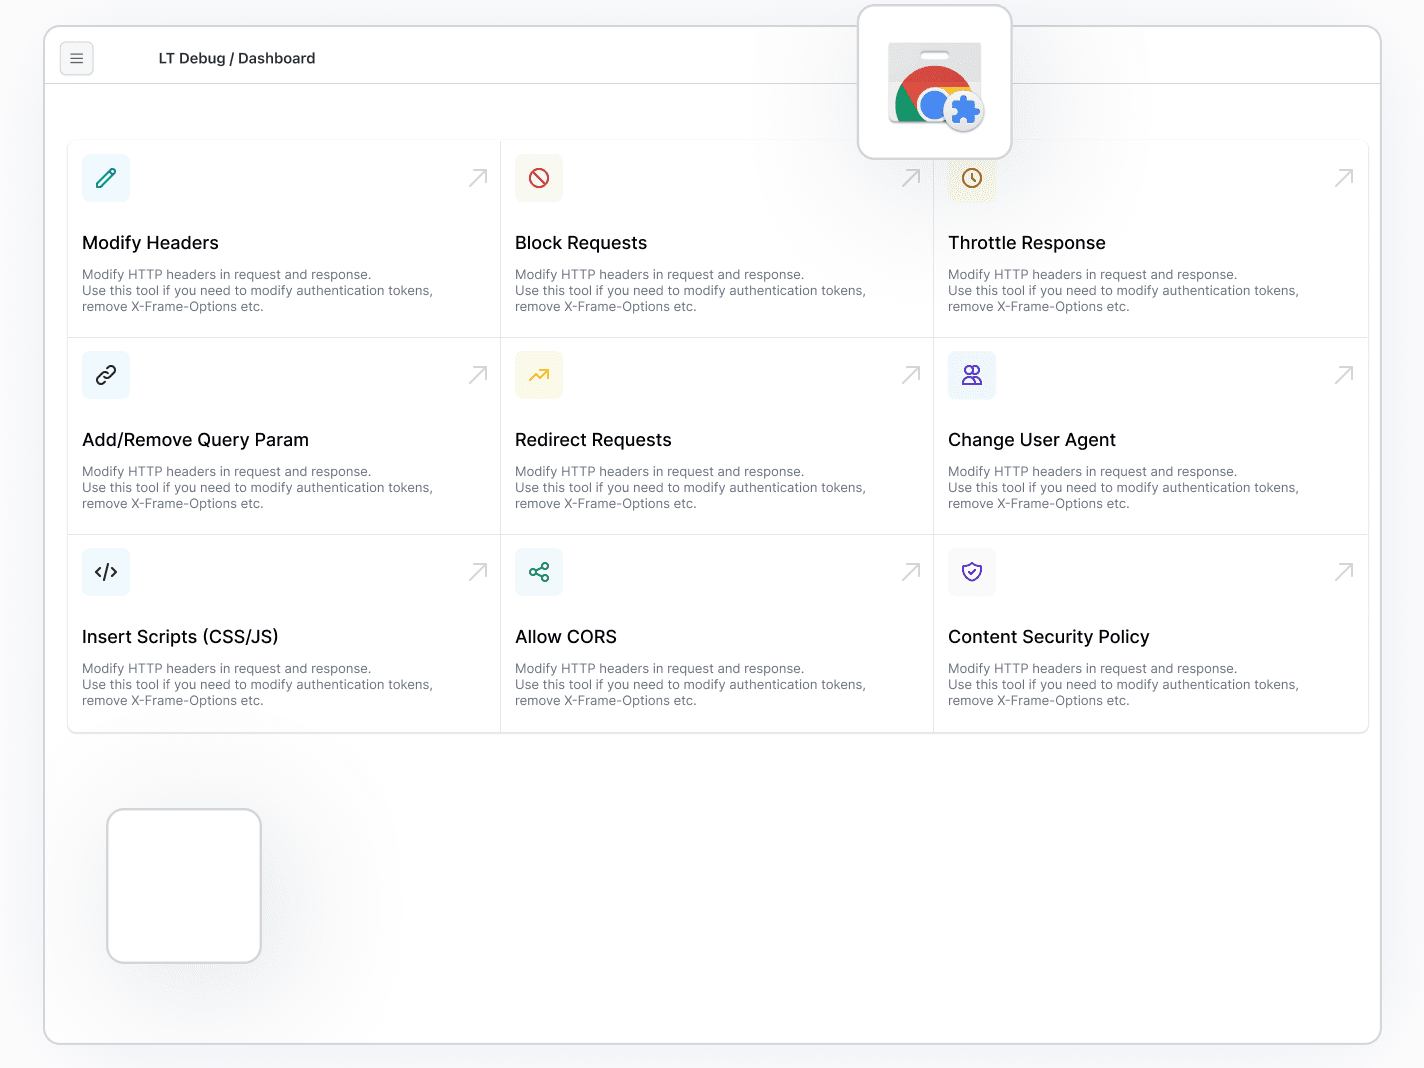 LT Debug / Dashboard
Modify Headers
Modify HTTP headers in request and response.
Use this tool if you need to modify authentication tokens,
remove X-Frame-Options etc.
Block Requests
Modify HTTP headers in request and response.
Use this tool if you need to modify authentication tokens,
remove X-Frame-Options etc.
Throttle Response
Modify HTTP headers in request and response.
Use this tool if you need to modify authentication tokens,
remove X-Frame-Options etc.
Add/Remove Query Param
Modify HTTP headers in request and response.
Use this tool if you need to modify authentication tokens,
remove X-Frame-Options etc.
Redirect Requests
Modify HTTP headers in request and response.
Use this tool if you need to modify authentication tokens,
remove X-Frame-Options etc.
Change User Agent
Modify HTTP headers in request and response.
Use this tool if you need to modify authentication tokens,
remove X-Frame-Options etc.
Insert Scripts (CSS/JS)
Modify HTTP headers in request and response.
Use this tool if you need to modify authentication tokens,
remove X-Frame-Options etc.
Allow CORS
Modify HTTP headers in request and response.
Use this tool if you need to modify authentication tokens,
remove X-Frame-Options etc.
Content Security Policy
Modify HTTP headers in request and response.
Use this tool if you need to modify authentication tokens,
remove X-Frame-Options etc.